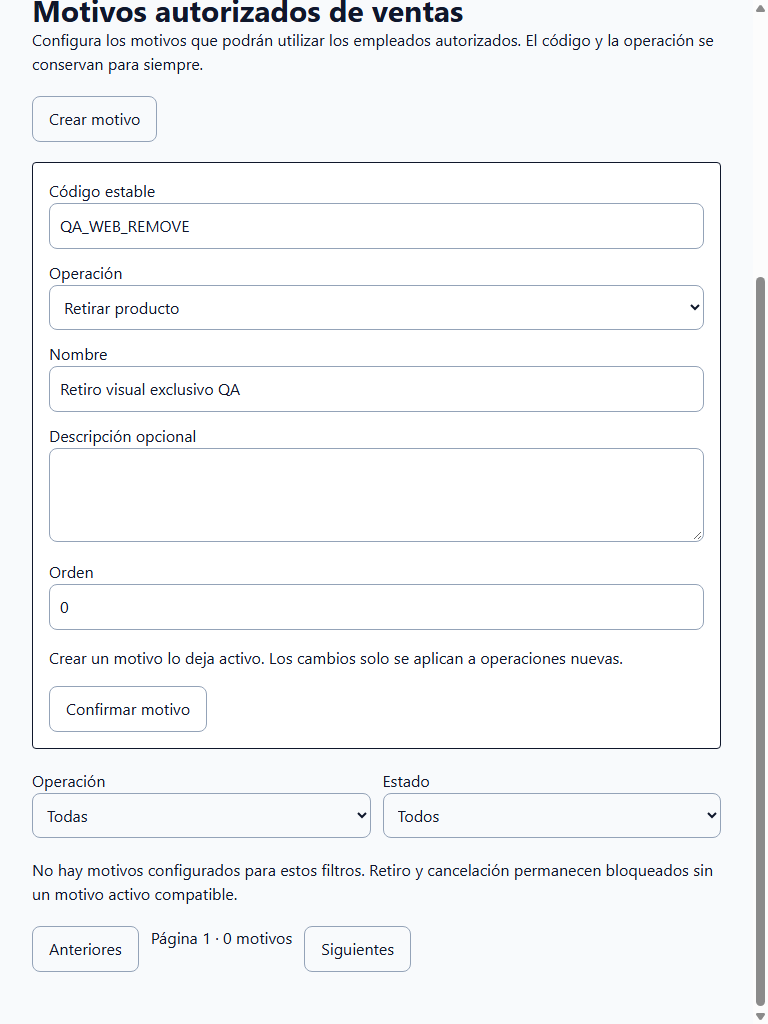 Motivos autorizados de ventas
Configura los motivos que podrán utilizar los empleados autorizados. El código y la operación se
conservan para siempre.
Crear motivo
Código estable
QA_WEB_REMOVE
Operación
Retirar producto
Nombre
Retiro visual exclusivo QA
Descripción opcional
Orden
0
Crear un motivo lo deja activo. Los cambios solo se aplican a operaciones nuevas.
Confirmar motivo
Operación
Estado
Todas
Todos
No hay motivos configurados para estos filtros. Retiro y cancelación permanecen bloqueados sin
un motivo activo compatible.
Anteriores
Página 1 · 0 motivos
Siguientes